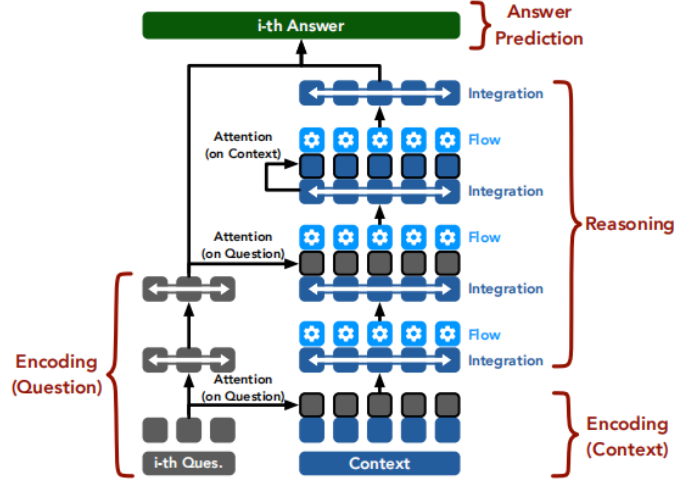 i-th Answer
Answer
Prediction
Integration
Attention
(on Context)
Flow
Integration
Reasoning
Attention
(on Question)
Flow
Integration
Flow
Integration
Encoding
(Question)
Attention
(on Question)
Encoding
(Context)
i-th Ques.
Context